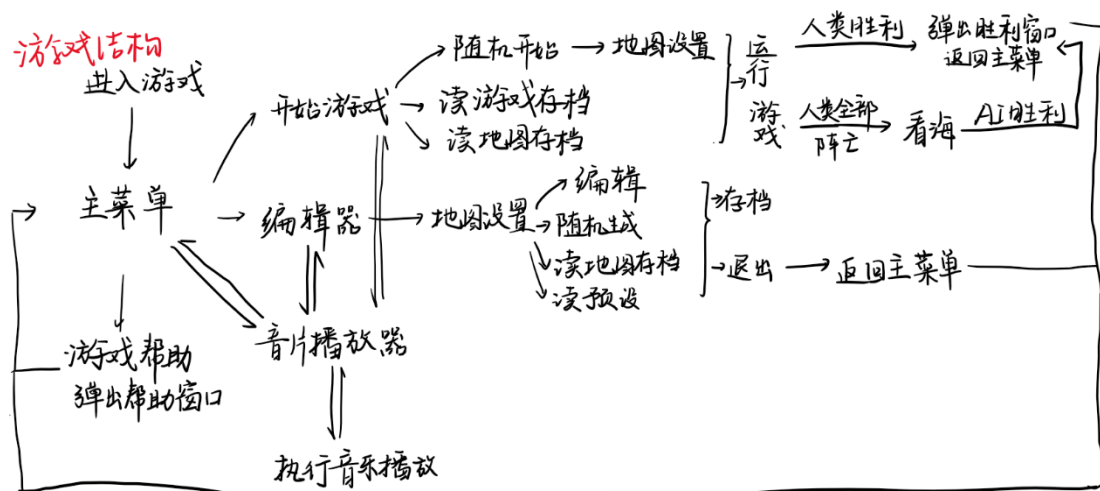 游戏结构
进入游戏
主菜单
游戏帮助
弹出帮助窗口
开始游戏
随机开始
地图设置
读游戏存档
读地图存档
运行
游戏
人类胜利
弹出胜利窗口
返回主菜单
人类全部
阵亡
看海
AI胜利
编辑器
地图设置
编辑
随机生成
读地图存档
读预设
存档
退出
返回主菜单
音片播放器
执行音乐播放